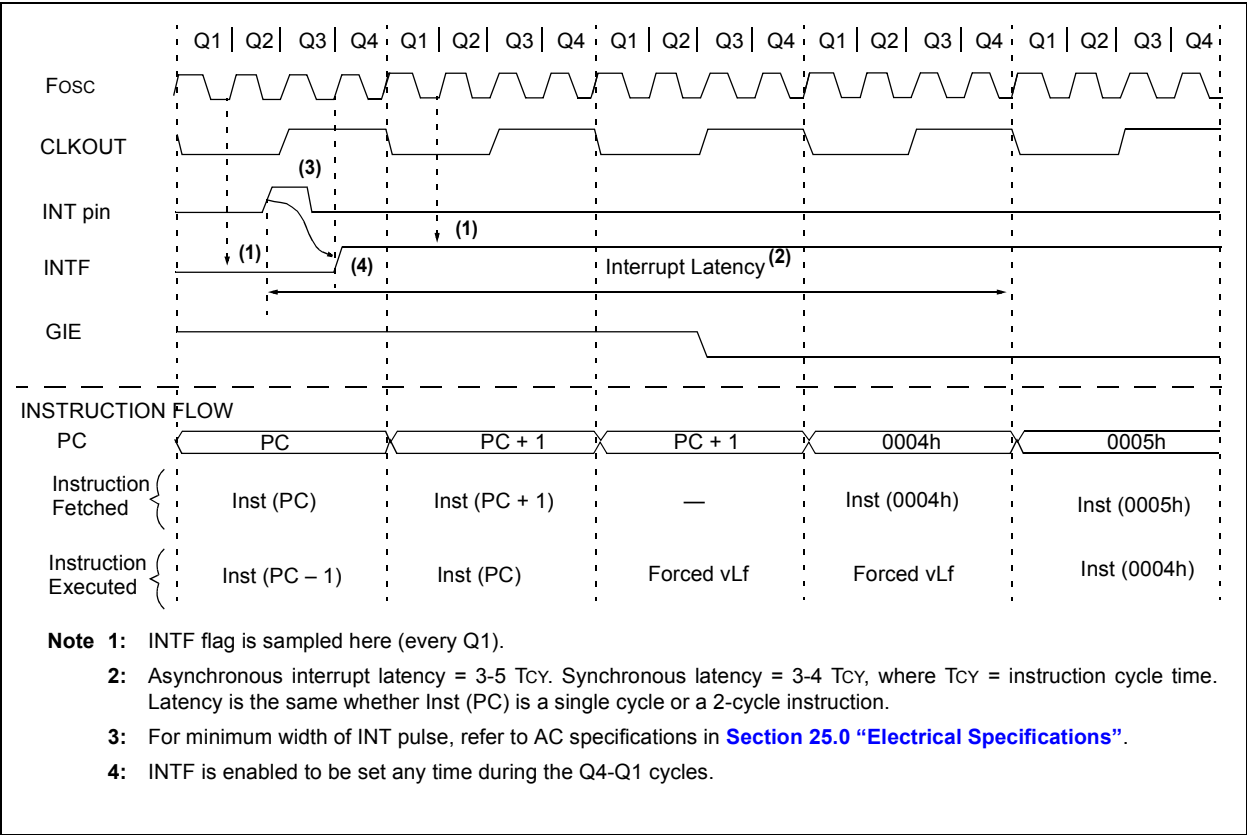 Q1 Q2 Q3 Q4 Q1 Q2 Q3 Q4 Q1 Q2 Q3 Q4 Q1 Q2 Q3 Q4 Q1 Q2 Q3 Q4
FOSC
CLKOUT
(3)
INT pin
(1)
(1)
INTF
(4)
Interrupt Latency(2)
GIE
INSTRUCTION FLOW
PC PC PC + 1 PC + 1 0004h 0005h
Instruction
Fetched
Inst (PC) Inst (PC + 1) — Inst (0004h) Inst (0005h)
Instruction
Executed
Inst (PC – 1) Inst (PC) Forced vLf Forced vLf Inst (0004h)
Note 1: INTF flag is sampled here (every Q1).
2: Asynchronous interrupt latency = 3-5 TCY. Synchronous latency = 3-4 TCY, where TCY = instruction cycle time.
Latency is the same whether Inst (PC) is a single cycle or a 2-cycle instruction.
3: For minimum width of INT pulse, refer to AC specifications in Section 25.0 “Electrical Specifications”.
4: INTF is enabled to be set any time during the Q4-Q1 cycles.